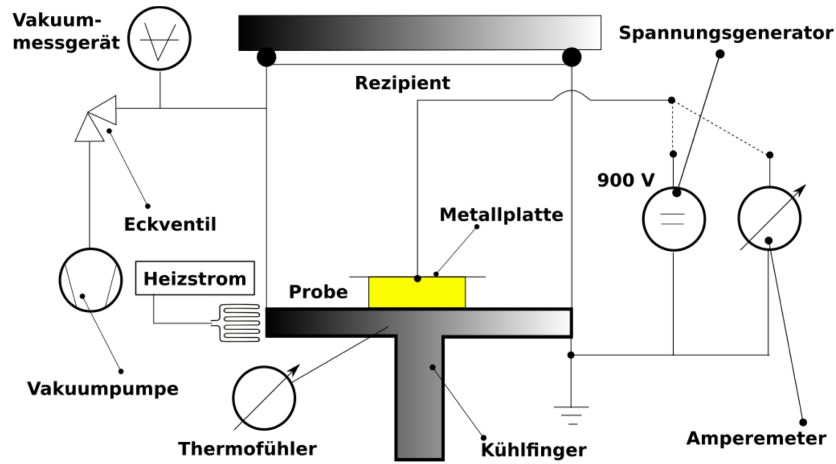 Vakuum-
messgerät
Spannungsgenerator
Rezipient
900 V
Eckventil
Metallplatte
Heizstrom
Probe
Vakuumpumpe
Thermofühler
Kühlfinger
Amperemeter